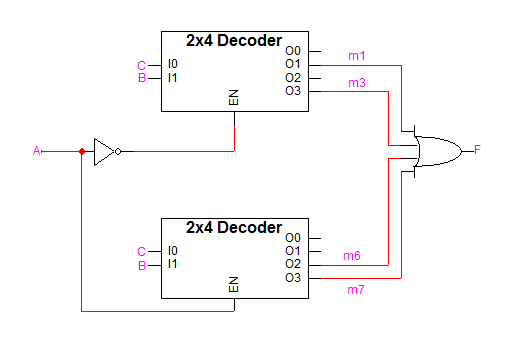 2x4 Decoder
O0
C I0 O1 m1
B I1 O2
O3 m3
EN
A
F
2x4 Decoder
O0
C I0 O1
B I1 O2 m6
O3 m7
EN